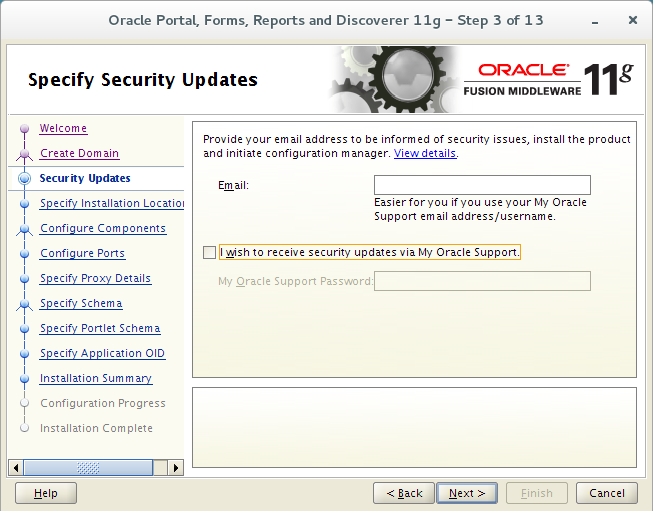 Oracle Portal, Forms, Reports and Discoverer 11g - Step 3 of 13
Specify Security Updates
ORACLE
FUSION MIDDLEWARE
11g
Welcome
Create Domain
Security Updates
Specify Installation Location
Configure Components
Configure Ports
Specify Proxy Details
Specify Schema
Specify Portlet Schema
Specify Application OID
Installation Summary
Configuration Progress
Installation Complete
Provide your email address to be informed of security issues, install the product
and initiate configuration manager. View details.
Email:
Easier for you if you use your My Oracle
Support email address/username.
I wish to receive security updates via My Oracle Support.
My Oracle Support Password:
Help
< Back
Next >
Finish
Cancel